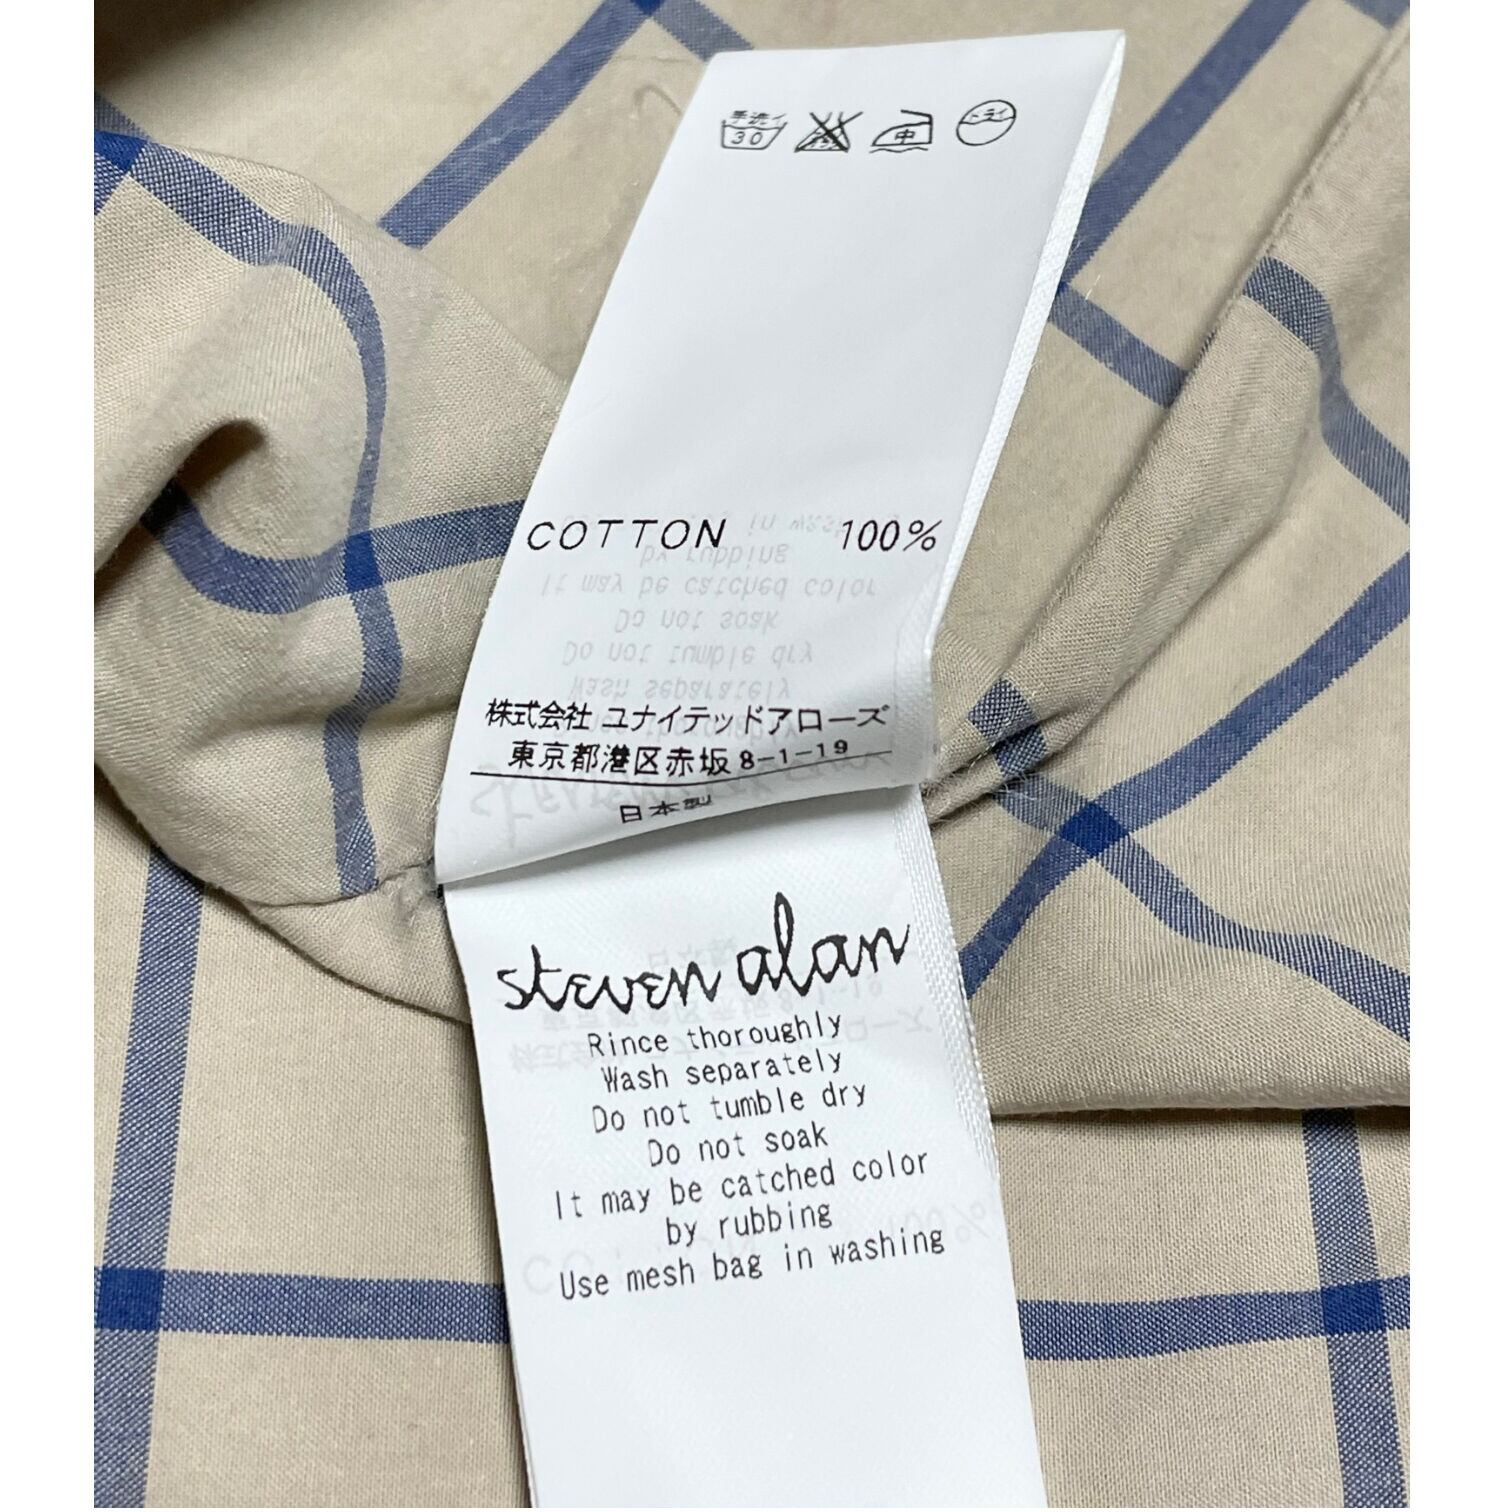 手洗イ
30
中
ドライ
COTTON 100%
株式会社 ユナイテッドアローズ
東京都港区赤坂 8-1-19
日本製
steven alan
Rince thoroughly
Wash separately
Do not tumble dry
Do not soak
It may be catched color
by rubbing
Use mesh bag in washing